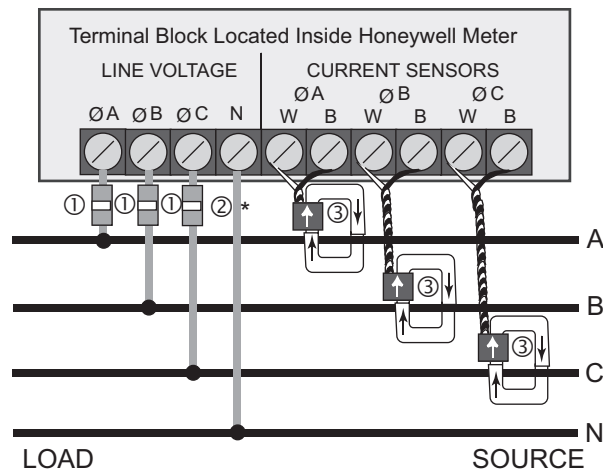 Terminal Block Located Inside Honeywell Meter
LINE VOLTAGE CURRENT SENSORS
ØA ØB ØC N ØA ØB ØC
W B W B W B
① ① ① ② * ③
A
③
B
③
C
N
LOAD SOURCE